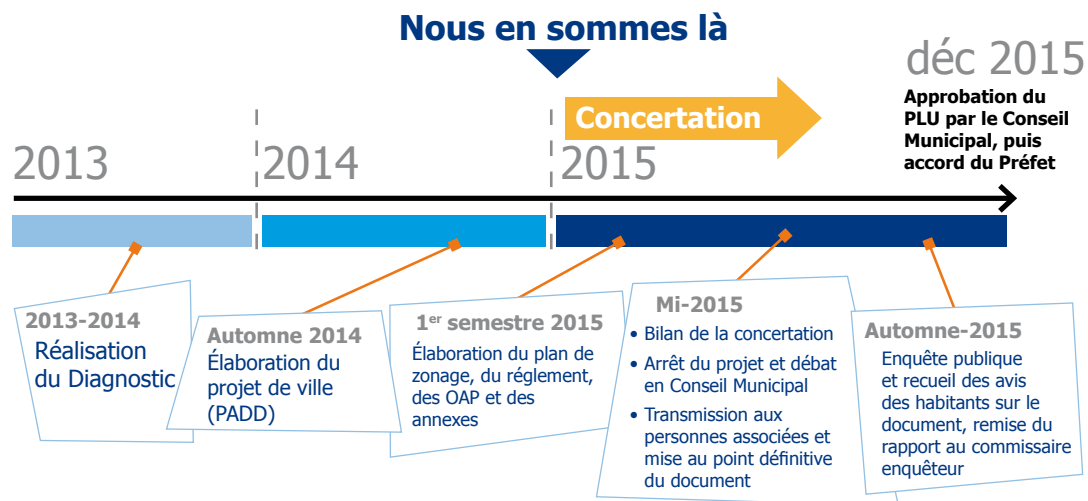 Nous en sommes là
déc 2015
Approbation du
PLU par le Conseil
Municipal, puis
accord du Préfet
Concertation
2013
2014
2015
2013-2014
Réalisation
du Diagnostic
Automne 2014
Élaboration du
projet de ville
(PADD)
1er semestre 2015
Élaboration du plan de
zonage, du réglement,
des OAP et des
annexes
Mi-2015
• Bilan de la concertation
• Arrêt du projet et débat
en Conseil Municipal
• Transmission aux
personnes associées et
mise au point définitive
du document
Automne-2015
Enquête publique
et recueil des avis
des habitants sur le
document, remise du
rapport au commissaire
enquêteur